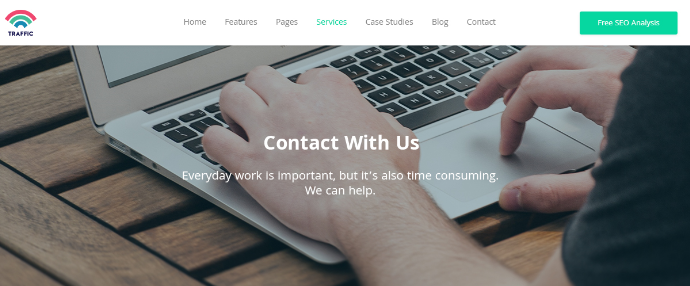 TRAFFIC
Home Features Pages Services Case Studies Blog Contact
Free SEO Analysis
Contact With Us
Everyday work is important, but it's also time consuming.
We can help.